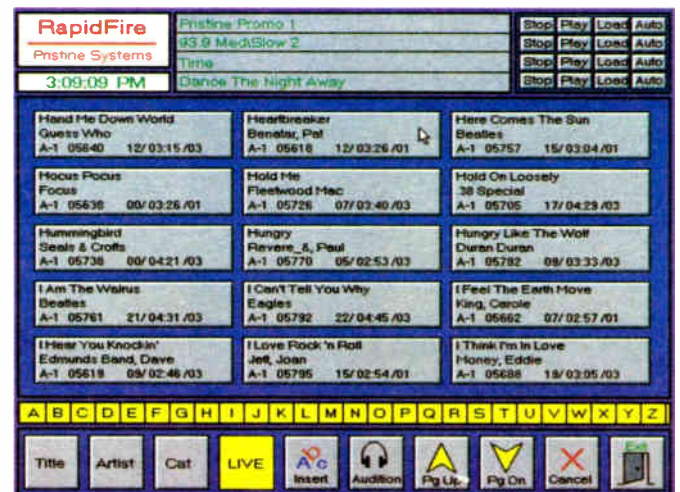 RapidFire
Pristine Systems
3:09:09 PM
Pristine Promo 1
Stop Play Load Auto
93.9 Med\Slow 2
Stop Play Load Auto
Time
Stop Play Load Auto
Dance The Night Away
Stop Play Load Auto
Hand Me Down World
Guess Who
A-1 05640 12/03:15/03
Heartbreaker
Benatar, Pat
A-1 05618 12/03:26/01
Here Comes The Sun
Beatles
A-1 05757 15/03:04/01
Hocus Pocus
Focus
A-1 05638 00/03:26/01
Hold Me
Fleetwood Mac
A-1 05726 07/03:40/03
Hold On Loosely
.38 Special
A-1 05705 17/04:29/03
Hummingbird
Seals & Crofts
A-1 05738 00/04:21/03
Hungry
Revere_&, Paul
A-1 05770 05/02:53/03
Hungry Like The Wolf
Duran Duran
A-1 05782 09/03:33/03
I Am The Walrus
Beatles
A-1 05761 21/04:31/03
I Can't Tell You Why
Eagles
A-1 05792 22/04:45/03
I Feel The Earth Move
King, Carole
A-1 05662 07/02:57/01
I Hear You Knockin'
Edmunds Band, Dave
A-1 05619 09/02:46/03
I Love Rock 'n Roll
Jett, Joan
A-1 05795 15/02:54/01
I Think I'm In Love
Money, Eddie
A-1 05688 19/03:05/03
A B C D E F G H I J K L M N O P Q R S T U V W X Y Z
Title
Artist
Cat
LIVE
A B C
Insert
Audition
Pg Up
Pg Dn
Cancel
Exit